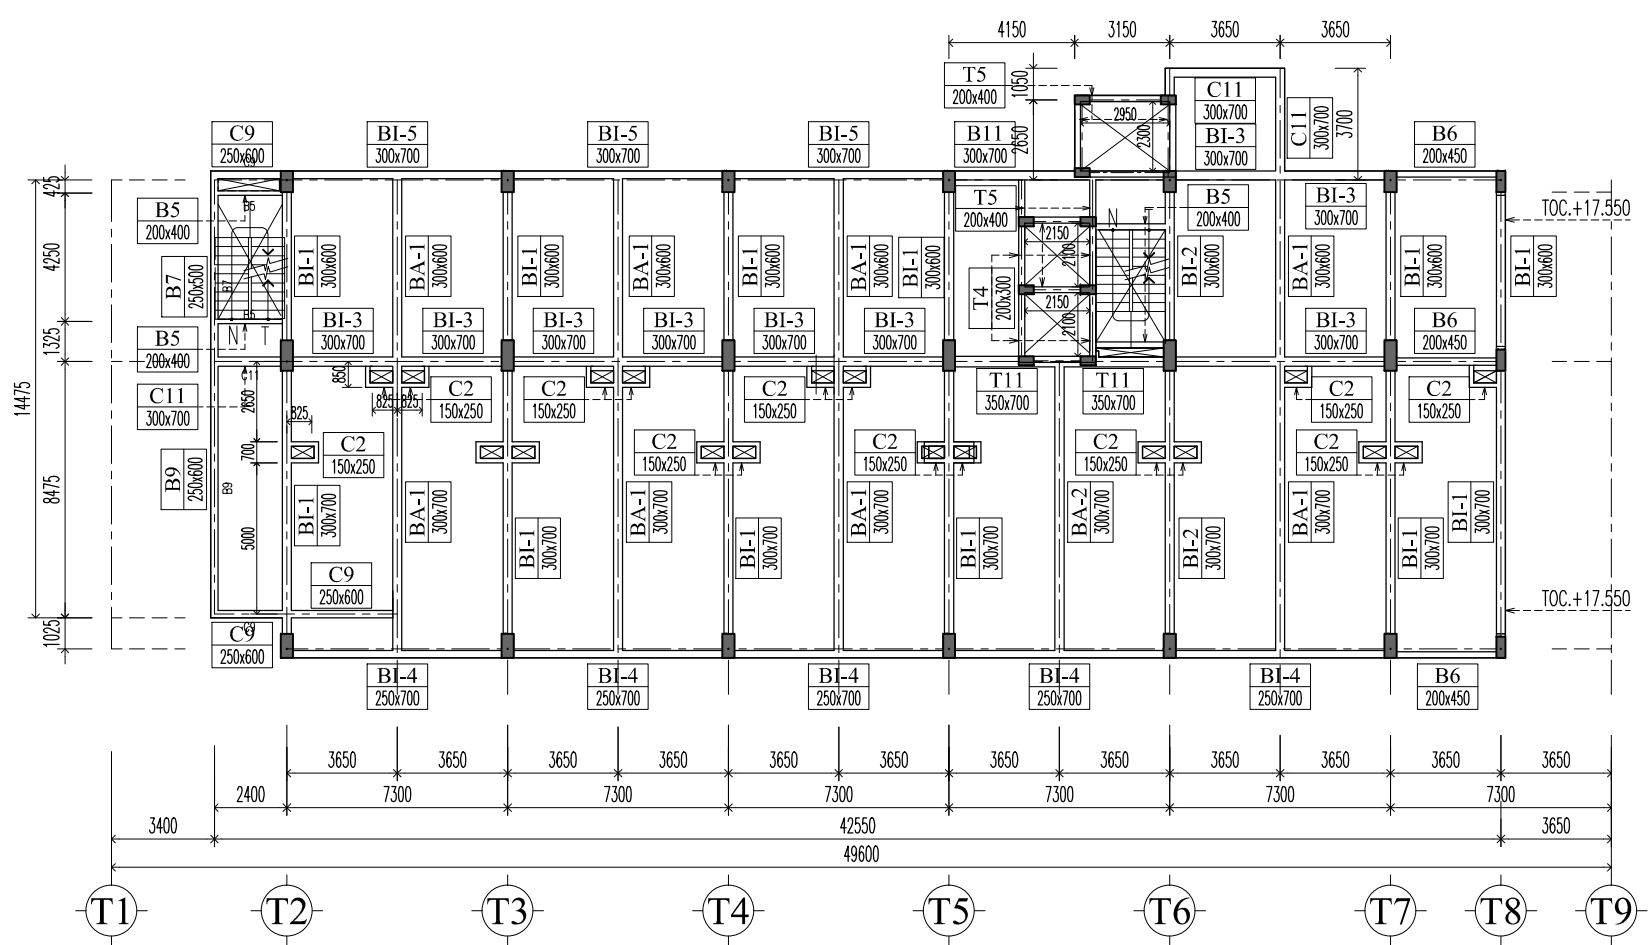 4150
3150
3650
3650
T5
200x400
1050
2650
2950
2300
C11
300x700
BI-3
300x700
C11
300x700
3700
C9
250x600
C9
BI-5
300x700
BI-5
300x700
BI-5
300x700
B11
300x700
B6
200x450
425
4250
1325
14475
8475
1025
B5
200x400
B5
B7
250x500
B7
B5
B5
200x400
N
T
C11
300x700
C11
B9
250x600
B9
BI-1
300x600
BA-1
300x600
BI-1
300x600
BA-1
300x600
BI-1
300x600
BA-1
300x600
BI-1
300x600
T5
200x400
T4
200x300
2150
2100
2150
2100
N
T
B5
200x400
BI-2
300x600
BI-3
300x700
BA-1
300x600
BI-1
300x600
BI-1
300x600
TOC.+17.550
BI-3
300x700
BI-3
300x700
BI-3
300x700
BI-3
300x700
BI-3
300x700
BI-3
300x700
BI-3
300x700
B6
200x450
850
825
825
825
2650
700
5000
C2
150x250
C2
150x250
C2
150x250
T11
350x700
T11
350x700
C2
150x250
C2
150x250
C2
150x250
C2
150x250
C2
150x250
C2
150x250
C2
150x250
BI-1
300x700
BA-1
300x700
BI-1
300x700
BA-1
300x700
BI-1
300x700
BA-1
300x700
BI-1
300x700
BA-2
300x700
BI-2
300x700
BA-1
300x700
BI-1
300x700
BI-1
300x700
C9
250x600
TOC.+17.550
C9
C9
250x600
BI-4
250x700
BI-4
250x700
BI-4
250x700
BI-4
250x700
BI-4
250x700
B6
200x450
3650
3650
3650
3650
3650
3650
3650
3650
3650
3650
3650
3650
2400
7300
7300
7300
7300
7300
7300
3400
42550
3650
49600
T1
T2
T3
T4
T5
T6
T7
T8
T9